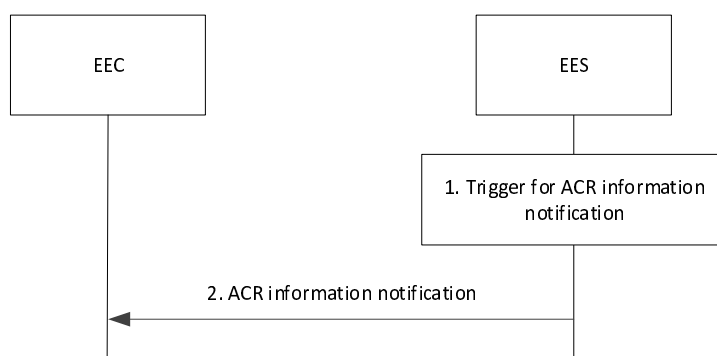 EEC
EES
1. Trigger for ACR information
notification
2. ACR information notification